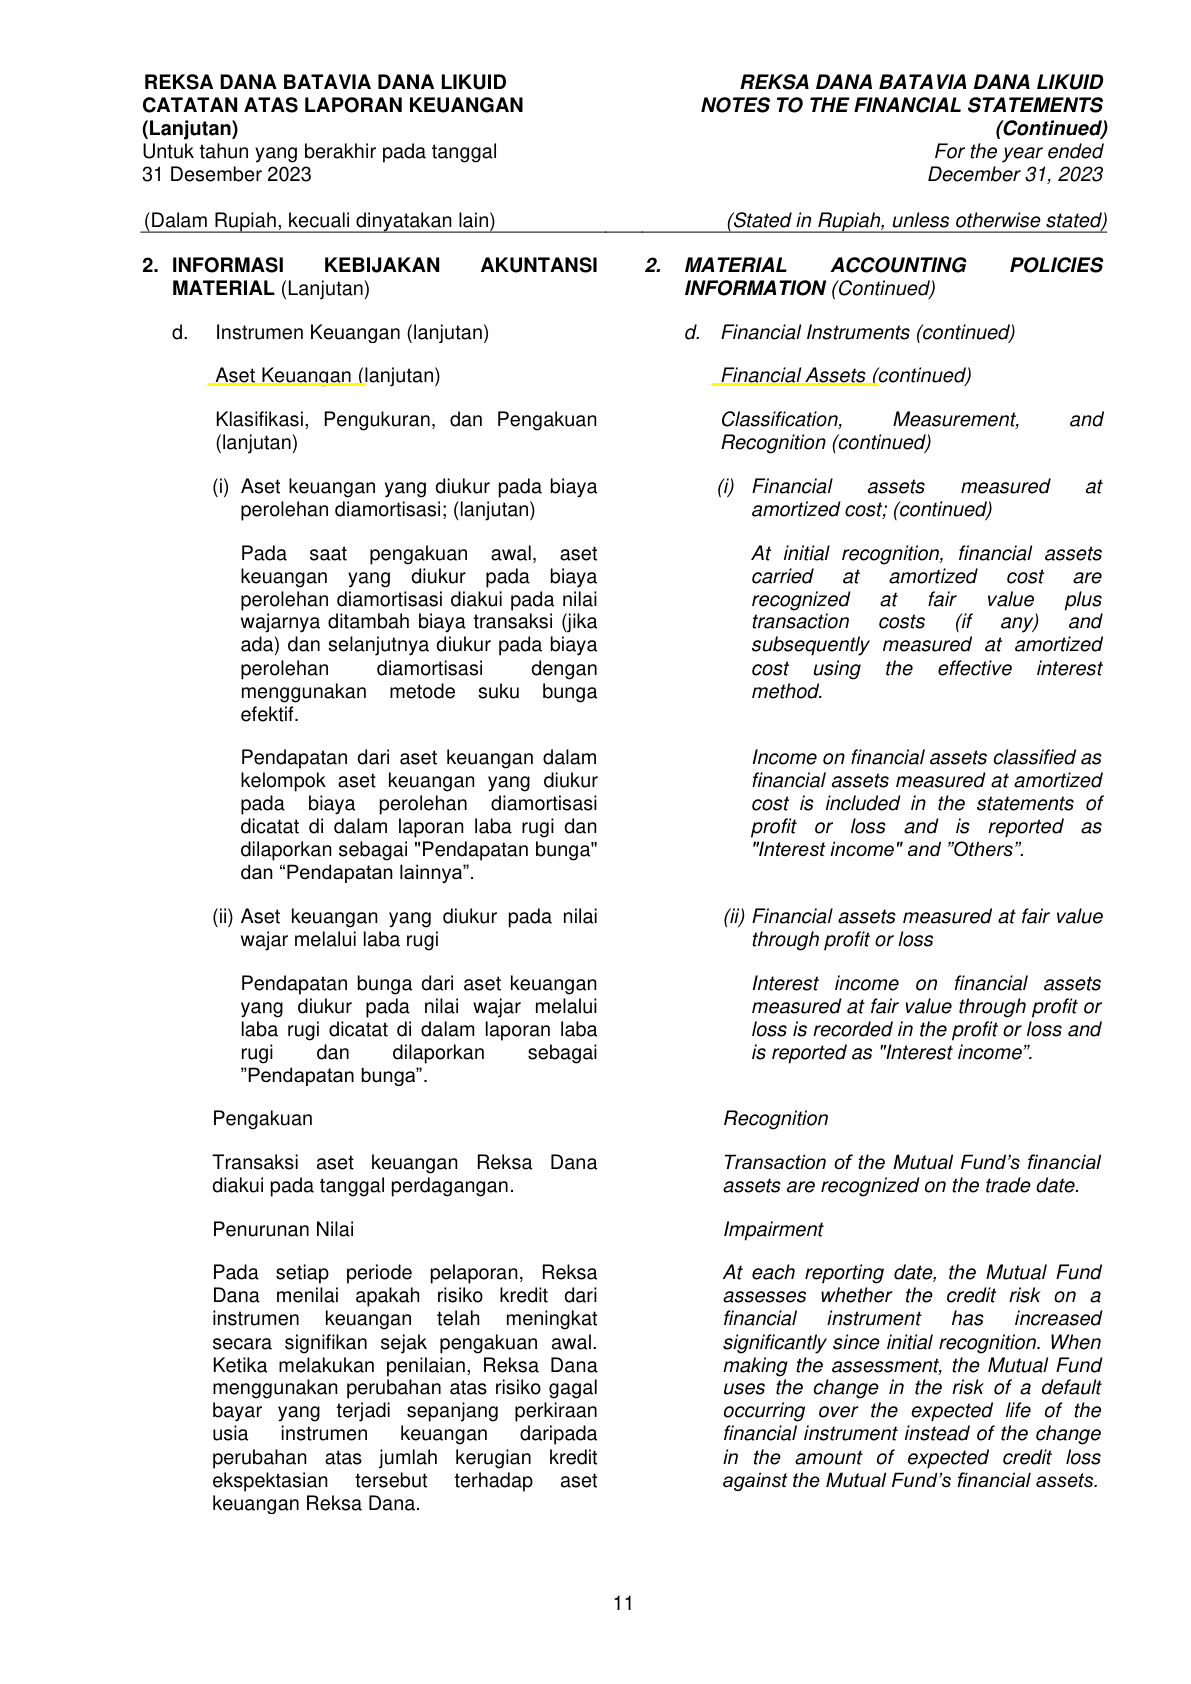 REKSA DANA BATAVIA DANA LIKUID
CATATAN ATAS LAPORAN KEUANGAN
(Lanjutan)
Untuk tahun yang berakhir pada tanggal
31 Desember 2023
(Dalam Rupiah, kecuali dinyatakan lain)
REKSA DANA BATAVIA DANA LIKUID
NOTES TO THE FINANCIAL STATEMENTS
(Continued)
For the year ended
December 31, 2023
(Stated in Rupiah, unless otherwise stated)
2. INFORMASI KEBIJAKAN AKUNTANSI
MATERIAL (Lanjutan)
d. Instrumen Keuangan (lanjutan)
Aset Keuangan (lanjutan)
Klasifikasi, Pengukuran, dan Pengakuan
(lanjutan)
(i) Aset keuangan yang diukur pada biaya
perolehan diamortisasi; (lanjutan)
Pada saat pengakuan awal, aset
keuangan yang diukur pada biaya
perolehan diamortisasi diakui pada nilai
wajarnya ditambah biaya transaksi (jika
ada) dan selanjutnya diukur pada biaya
perolehan diamortisasi dengan
menggunakan metode suku bunga
efektif.
Pendapatan dari aset keuangan dalam
kelompok aset keuangan yang diukur
pada biaya perolehan diamortisasi
dicatat di dalam laporan laba rugi dan
dilaporkan sebagai "Pendapatan bunga"
dan “Pendapatan lainnya”.
(ii) Aset keuangan yang diukur pada nilai
wajar melalui laba rugi
Pendapatan bunga dari aset keuangan
yang diukur pada nilai wajar melalui
laba rugi dicatat di dalam laporan laba
rugi dan dilaporkan sebagai
”Pendapatan bunga”.
Pengakuan
Transaksi aset keuangan Reksa Dana
diakui pada tanggal perdagangan.
Penurunan Nilai
Pada setiap periode pelaporan, Reksa
Dana menilai apakah risiko kredit dari
instrumen keuangan telah meningkat
secara signifikan sejak pengakuan awal.
Ketika melakukan penilaian, Reksa Dana
menggunakan perubahan atas risiko gagal
bayar yang terjadi sepanjang perkiraan
usia instrumen keuangan daripada
perubahan atas jumlah kerugian kredit
ekspektasian tersebut terhadap aset
keuangan Reksa Dana.
2. MATERIAL ACCOUNTING POLICIES
INFORMATION (Continued)
d. Financial Instruments (continued)
Financial Assets (continued)
Classification, Measurement, and
Recognition (continued)
(i) Financial assets measured at
amortized cost; (continued)
At initial recognition, financial assets
carried at amortized cost are
recognized at fair value plus
transaction costs (if any) and
subsequently measured at amortized
cost using the effective interest
method.
Income on financial assets classified as
financial assets measured at amortized
cost is included in the statements of
profit or loss and is reported as
"Interest income" and ”Others”.
(ii) Financial assets measured at fair value
through profit or loss
Interest income on financial assets
measured at fair value through profit or
loss is recorded in the profit or loss and
is reported as "Interest income”.
Recognition
Transaction of the Mutual Fund’s financial
assets are recognized on the trade date.
Impairment
At each reporting date, the Mutual Fund
assesses whether the credit risk on a
financial instrument has increased
significantly since initial recognition. When
making the assessment, the Mutual Fund
uses the change in the risk of a default
occurring over the expected life of the
financial instrument instead of the change
in the amount of expected credit loss
against the Mutual Fund’s financial assets.
11